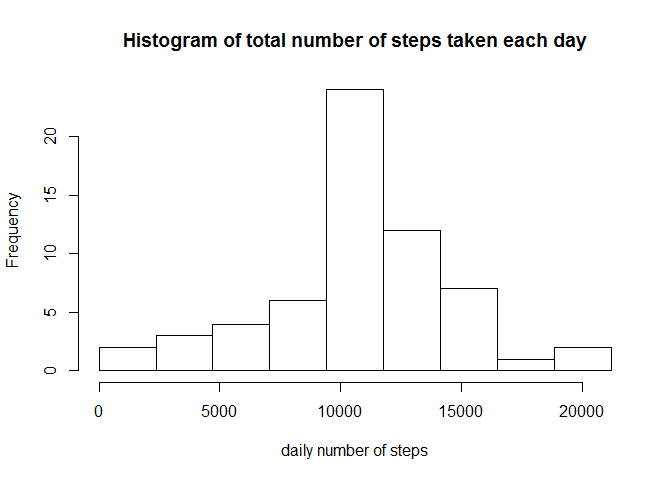 Histogram of total number of steps taken each day
Frequency
20
15
10
5
0
0 5000 10000 15000 20000
daily number of steps